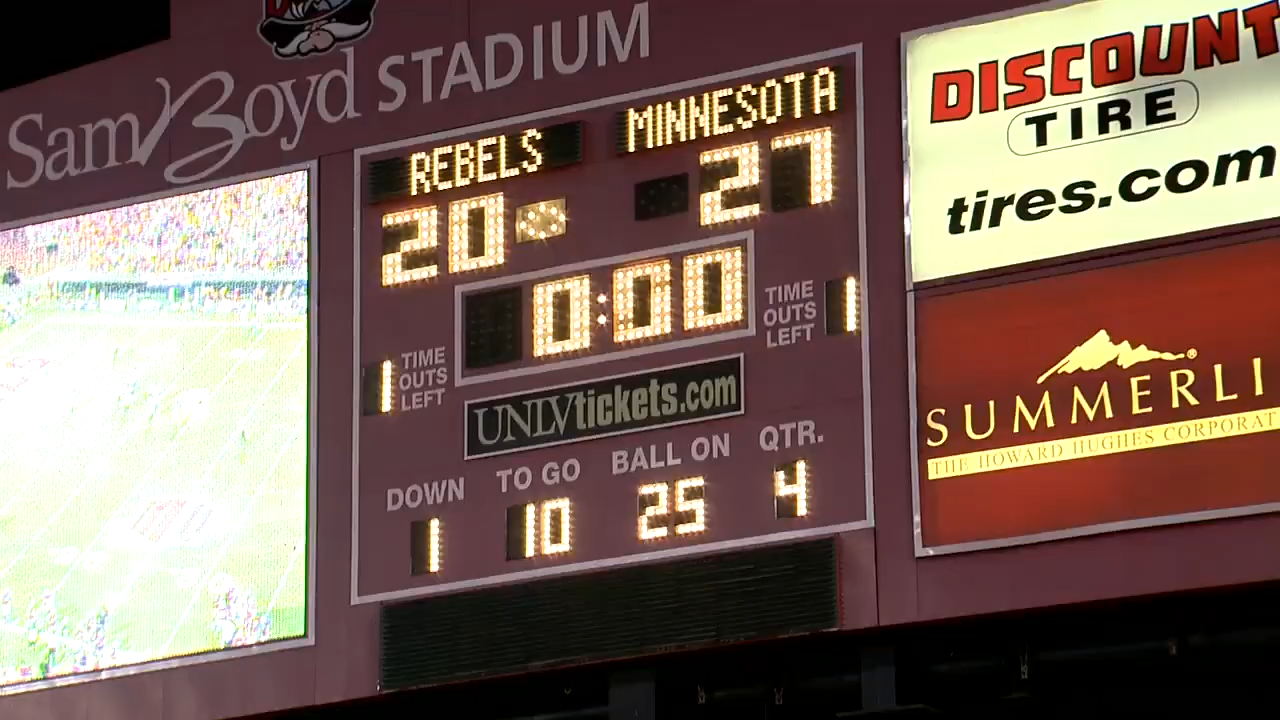 Sam Boyd STADIUM
REBELS
MINNESOTA
20
27
0:00
TIME
OUTS
LEFT
1
1
TIME
OUTS
LEFT
UNLVtickets.com
DOWN
TO GO
BALL ON
QTR.
1
10
25
4
DISCOUNT
TIRE
tires.com
SUMMERLI
THE HOWARD HUGHES CORPORAT